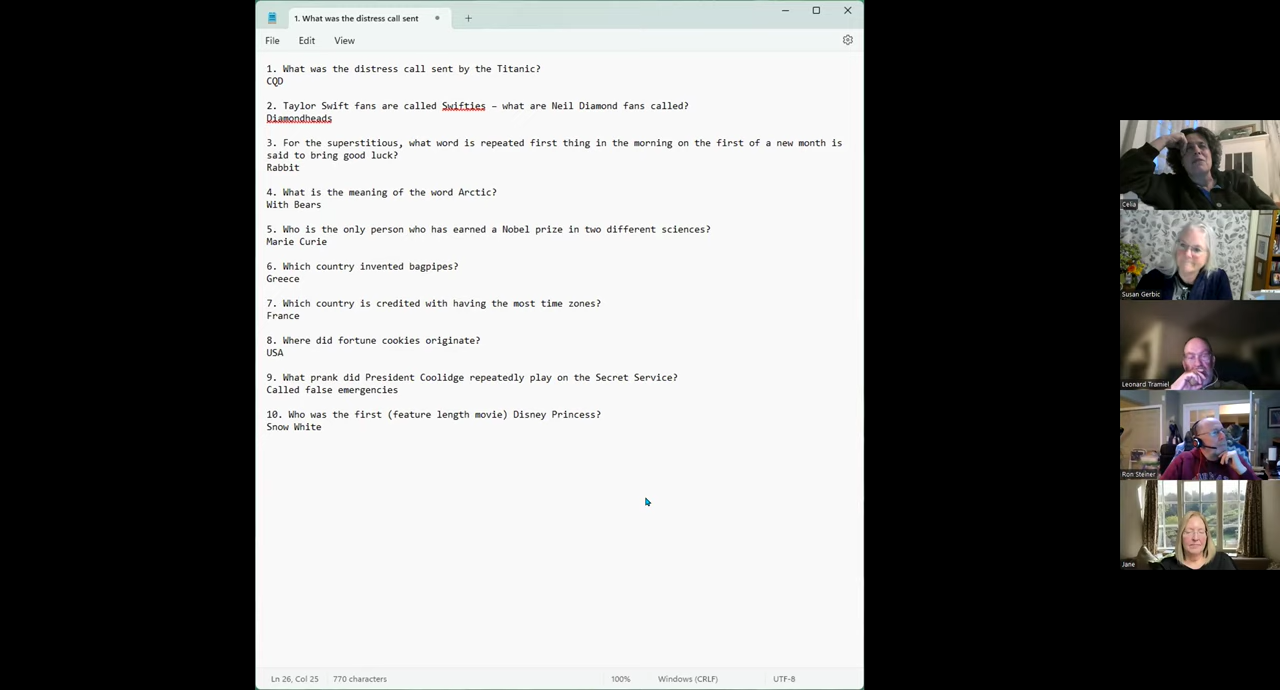 1. What was the distress call sent
File
Edit
View
1. What was the distress call sent by the Titanic?
CQD
2. Taylor Swift fans are called Swifties – what are Neil Diamond fans called?
Diamondheads
3. For the superstitious, what word is repeated first thing in the morning on the first of a new month is
said to bring good luck?
Rabbit
4. What is the meaning of the word Arctic?
With Bears
5. Who is the only person who has earned a Nobel prize in two different sciences?
Marie Curie
6. Which country invented bagpipes?
Greece
7. Which country is credited with having the most time zones?
France
8. Where did fortune cookies originate?
USA
9. What prank did President Coolidge repeatedly play on the Secret Service?
Called false emergencies
10. Who was the first (feature length movie) Disney Princess?
Snow White
Ln 26, Col 25
770 characters
100%
Windows (CRLF)
UTF-8
Celia
Susan Gerbic
Leonard Tramiel
Ron Steiner
Jane